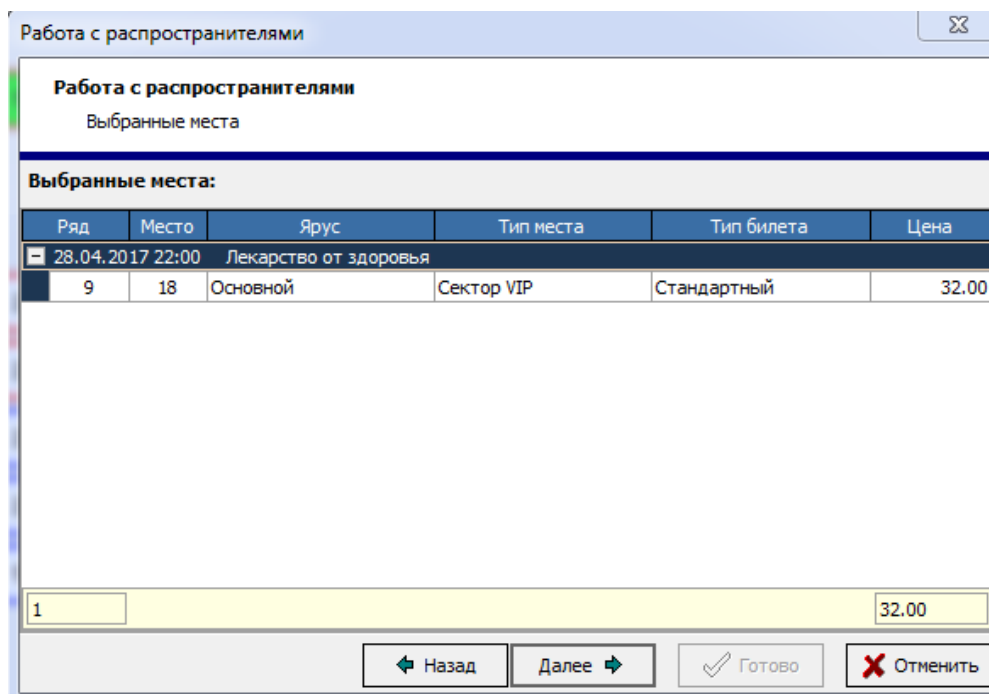 Работа с распространителями
Работа с распространителями
Выбранные места
Выбранные места:
Ряд Место Ярус Тип места Тип билета Цена
28.04.2017 22:00 Лекарство от здоровья
9 18 Основной Сектор VIP Стандартный 32.00
1 32.00
Назад Далее Готово Отменить